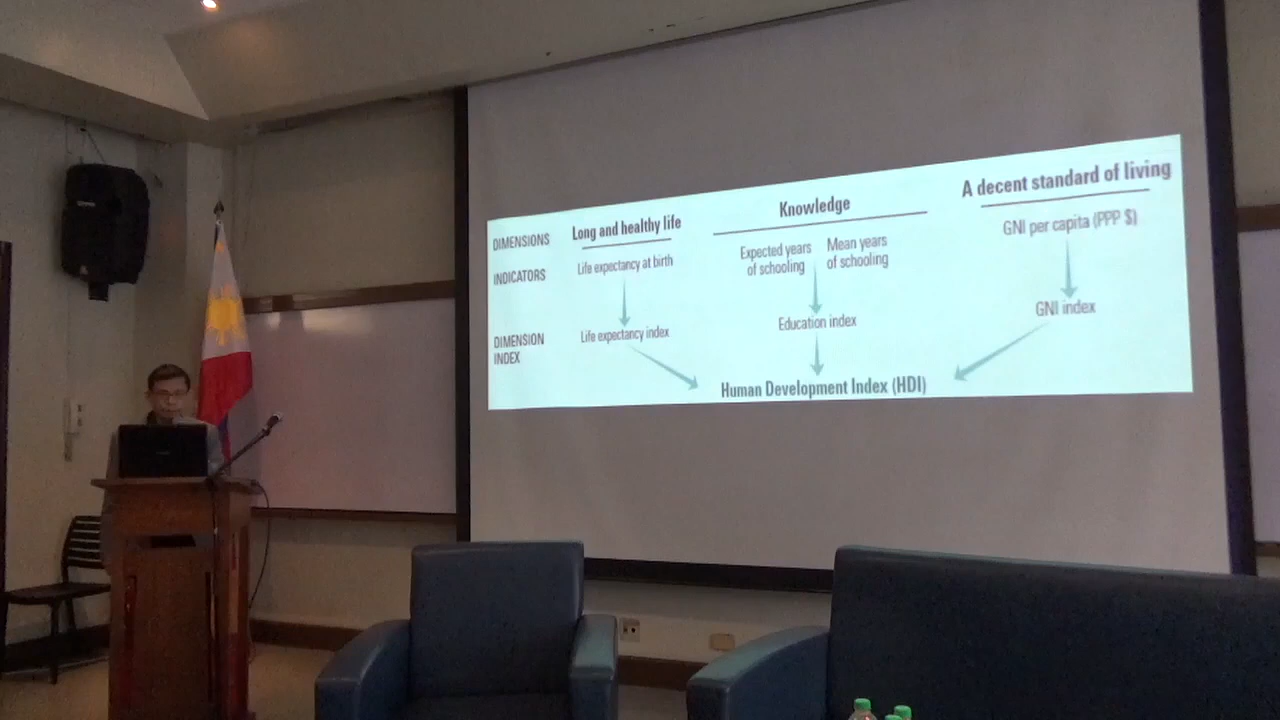 DIMENSIONS
Long and healthy life
Knowledge
A decent standard of living
INDICATORS
Life expectancy at birth
Expected years
of schooling
Mean years
of schooling
GNI per capita (PPP $)
DIMENSION
INDEX
Life expectancy index
Education index
GNI index
Human Development Index (HDI)